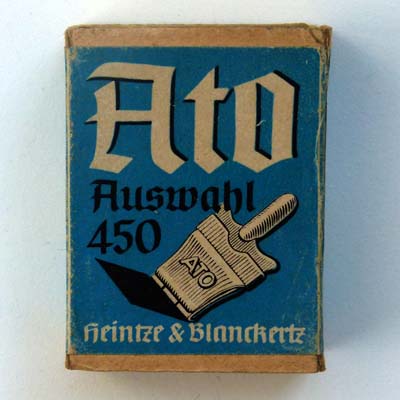 Ato
Auswahl
450
ATO
Heintze & Blanckertz